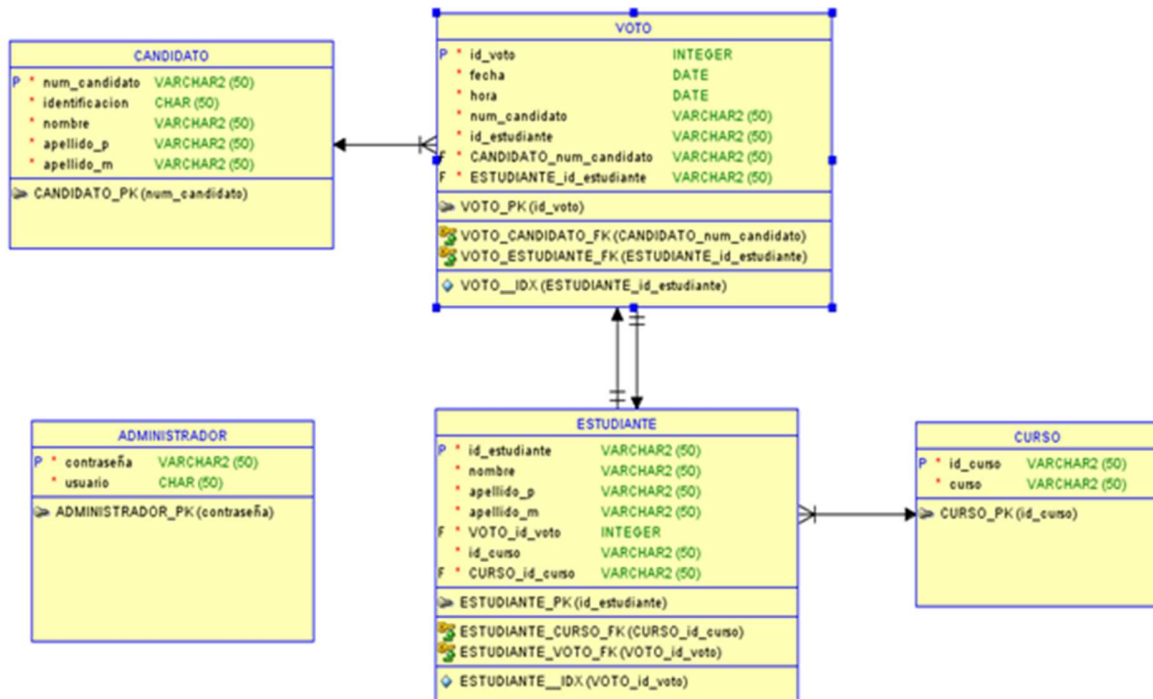 CANDIDATO
P * num_candidato VARCHAR2 (50)
* identificacion CHAR (50)
* nombre VARCHAR2 (50)
* apellido_p VARCHAR2 (50)
* apellido_m VARCHAR2 (50)
CANDIDATO_PK (num_candidato)
VOTO
P * id_voto INTEGER
* fecha DATE
* hora DATE
* num_candidato VARCHAR2 (50)
* id_estudiante VARCHAR2 (50)
F * CANDIDATO_num_candidato VARCHAR2 (50)
F * ESTUDIANTE_id_estudiante VARCHAR2 (50)
VOTO_PK (id_voto)
VOTO_CANDIDATO_FK (CANDIDATO_num_candidato)
VOTO_ESTUDIANTE_FK (ESTUDIANTE_id_estudiante)
VOTO__IDX (ESTUDIANTE_id_estudiante)
ADMINISTRADOR
P * contraseña VARCHAR2 (50)
* usuario CHAR (50)
ADMINISTRADOR_PK (contraseña)
ESTUDIANTE
P * id_estudiante VARCHAR2 (50)
* nombre VARCHAR2 (50)
* apellido_p VARCHAR2 (50)
* apellido_m VARCHAR2 (50)
F * VOTO_id_voto INTEGER
* id_curso VARCHAR2 (50)
F * CURSO_id_curso VARCHAR2 (50)
ESTUDIANTE_PK (id_estudiante)
ESTUDIANTE_CURSO_FK (CURSO_id_curso)
ESTUDIANTE_VOTO_FK (VOTO_id_voto)
ESTUDIANTE__IDX (VOTO_id_voto)
CURSO
P * id_curso VARCHAR2 (50)
* curso VARCHAR2 (50)
CURSO_PK (id_curso)